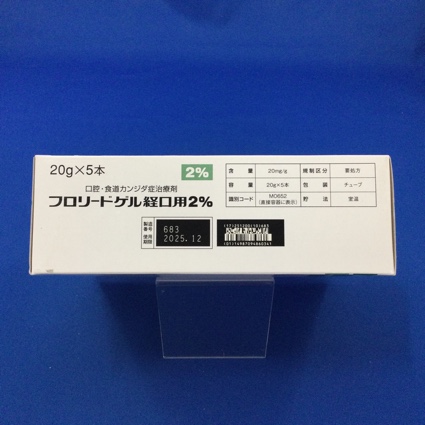 20g×5本
2%
口腔・食道カンジダ症治療剤
フロリードゲル経口用2%
含量 20mg/g 規制区分 要処方
容量 20g×5本 包装 チューブ
識別コード MO652 (直接容器に表示) 貯法 室温
製造番号 683
使用期限 2025.12